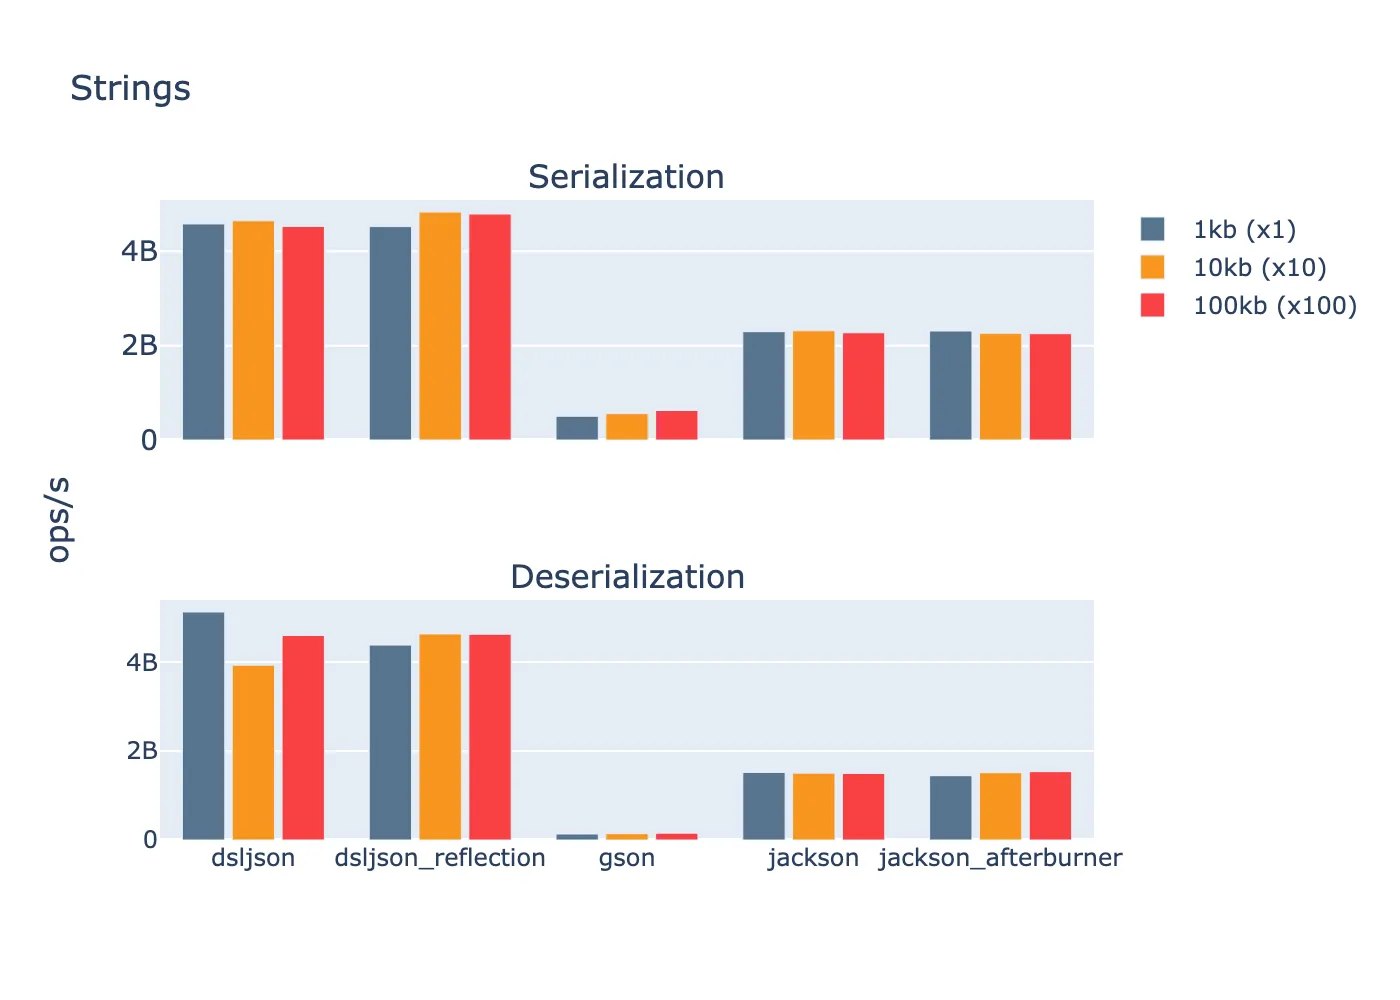 Strings
Serialization
4B
2B
0
1kb (x1)
10kb (x10)
100kb (x100)
ops/s
Deserialization
4B
2B
0
dsljson dsljson_reflection gson jackson jackson_afterburner